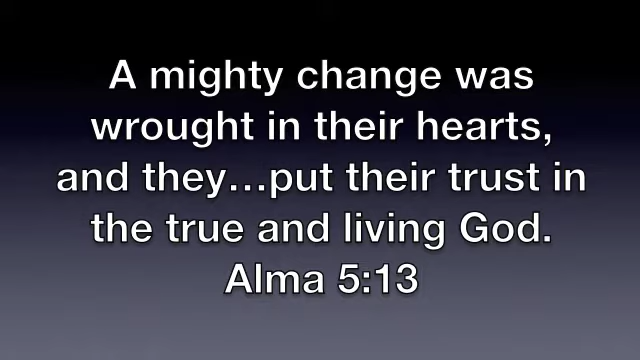 A mighty change was
wrought in their hearts,
and they...put their trust in
the true and living God.
Alma 5:13